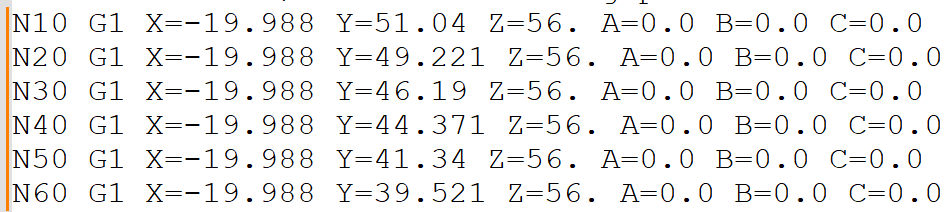 N10 G1 X=-19.988 Y=51.04 Z=56. A=0.0 B=0.0 C=0.0
N20 G1 X=-19.988 Y=49.221 Z=56. A=0.0 B=0.0 C=0.0
N30 G1 X=-19.988 Y=46.19 Z=56. A=0.0 B=0.0 C=0.0
N40 G1 X=-19.988 Y=44.371 Z=56. A=0.0 B=0.0 C=0.0
N50 G1 X=-19.988 Y=41.34 Z=56. A=0.0 B=0.0 C=0.0
N60 G1 X=-19.988 Y=39.521 Z=56. A=0.0 B=0.0 C=0.0